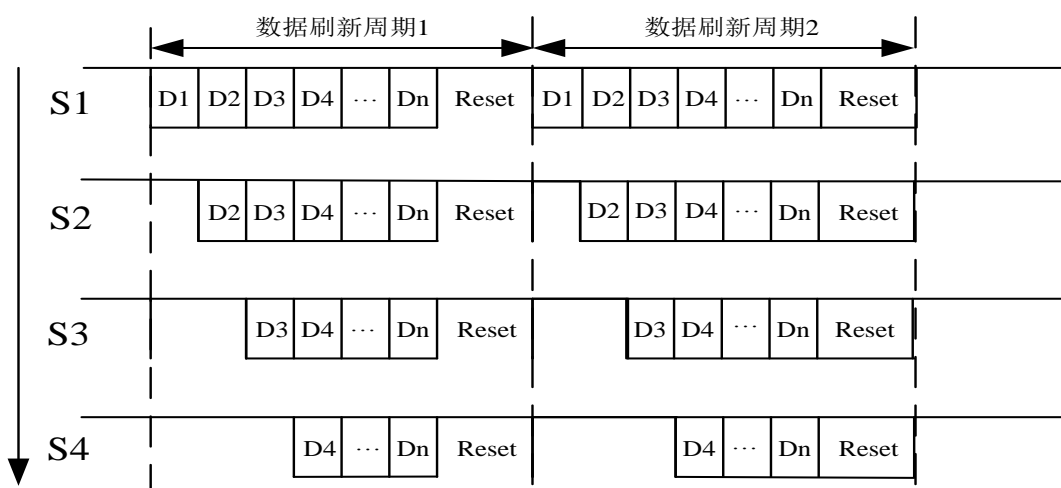 数据刷新周期1 数据刷新周期2
S1 D1 D2 D3 D4 … Dn Reset D1 D2 D3 D4 … Dn Reset
S2 D2 D3 D4 … Dn Reset D2 D3 D4 … Dn Reset
S3 D3 D4 … Dn Reset D3 D4 … Dn Reset
S4 D4 … Dn Reset D4 … Dn Reset